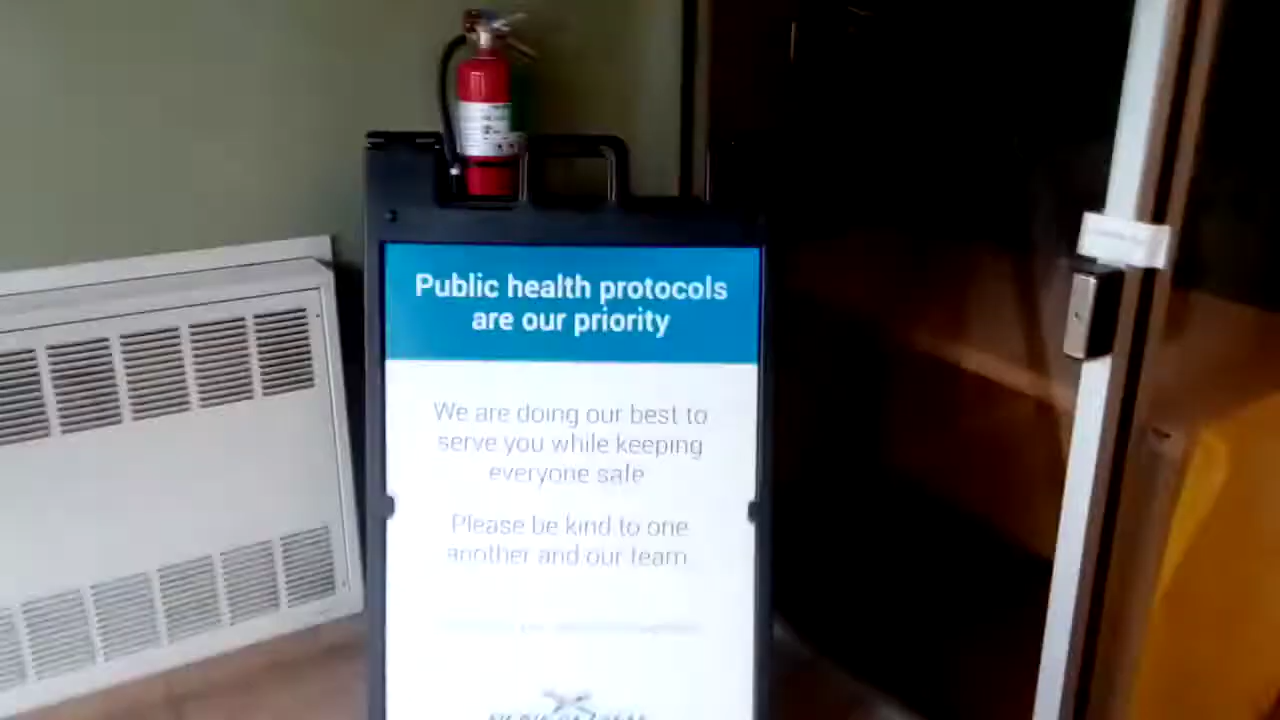 Public health protocols
are our priority
We are doing our best to
serve you while keeping
everyone safe
Please be kind to one
another and our team